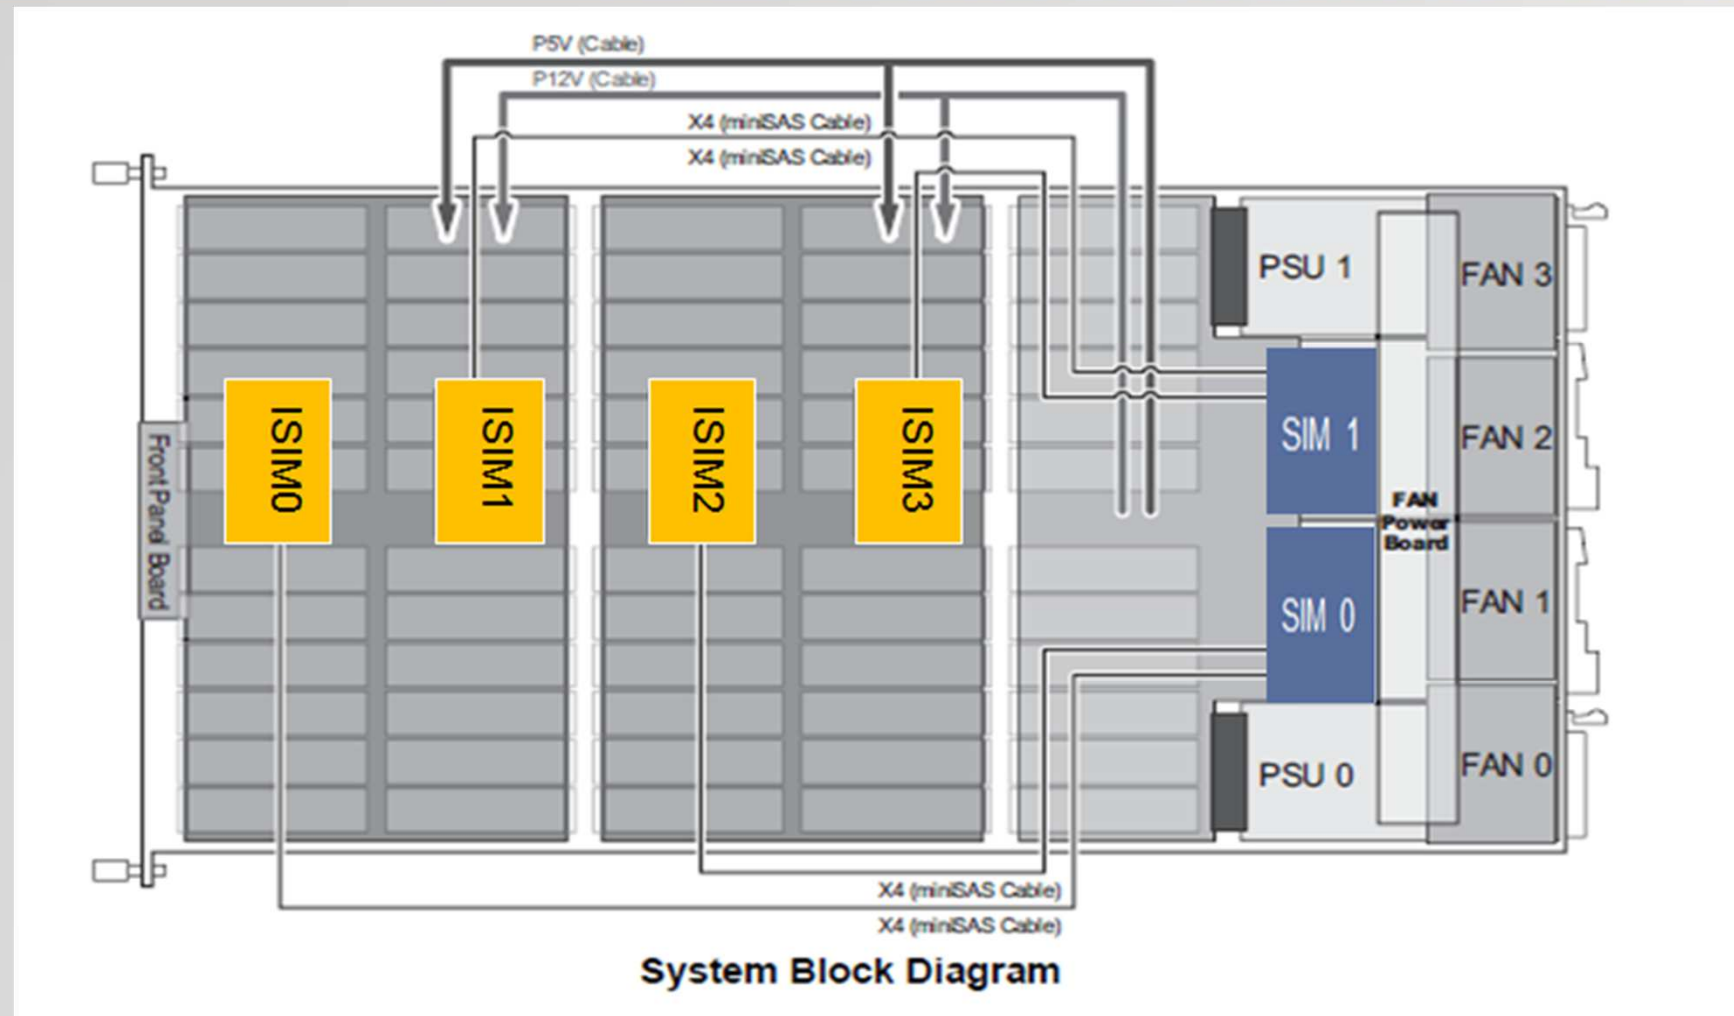 P5V (Cable)
P12V (Cable)
X4 (miniSAS Cable)
X4 (miniSAS Cable)
PSU 1
FAN 3
ISIM0
ISIM1
ISIM2
ISIM3
SIM 1
FAN 2
Front Panel Board
FAN
Power
Board
SIM 0
FAN 1
PSU 0
FAN 0
X4 (miniSAS Cable)
X4 (miniSAS Cable)
System Block Diagram